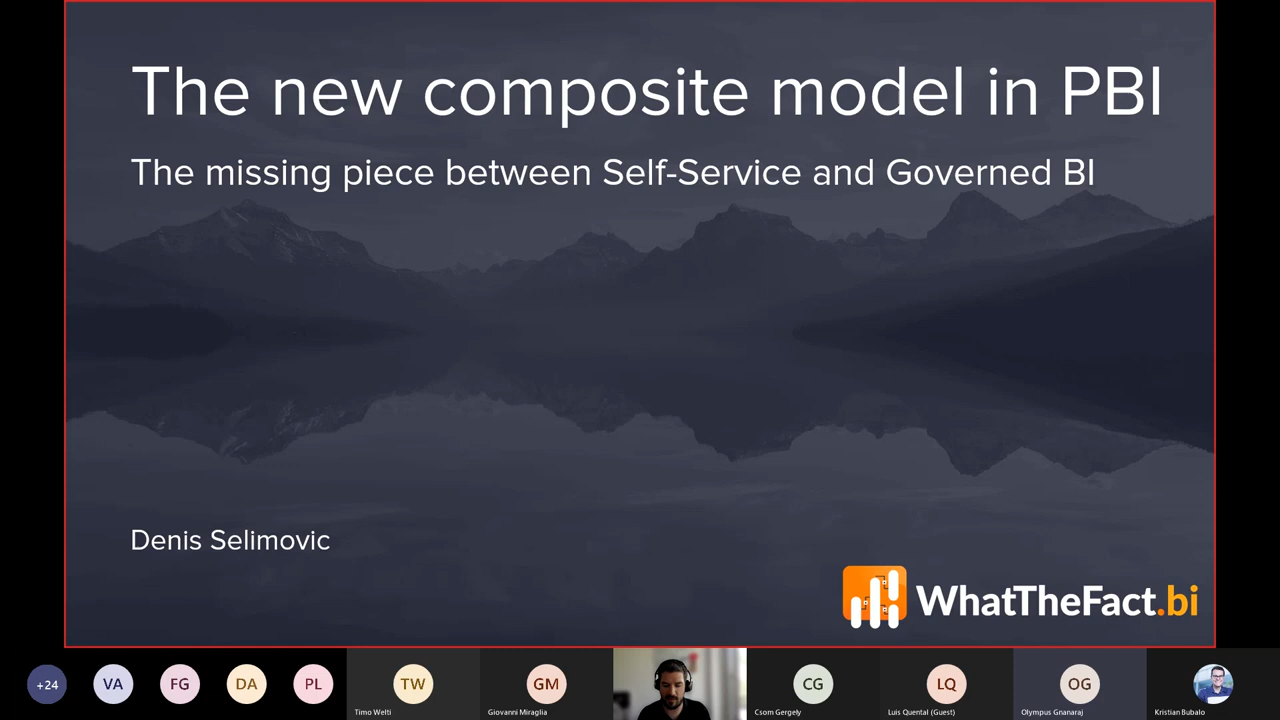 The new composite model in PBI
The missing piece between Self-Service and Governed BI
Denis Selimovic
WhatTheFact.bi
+24
VA
FG
DA
PL
TW
Timo Welti
GM
Giovanni Miraglia
CG
Csom Gergely
LQ
Luis Quental (Guest)
OG
Olympus Gnanaraj
Kristian Bubalo